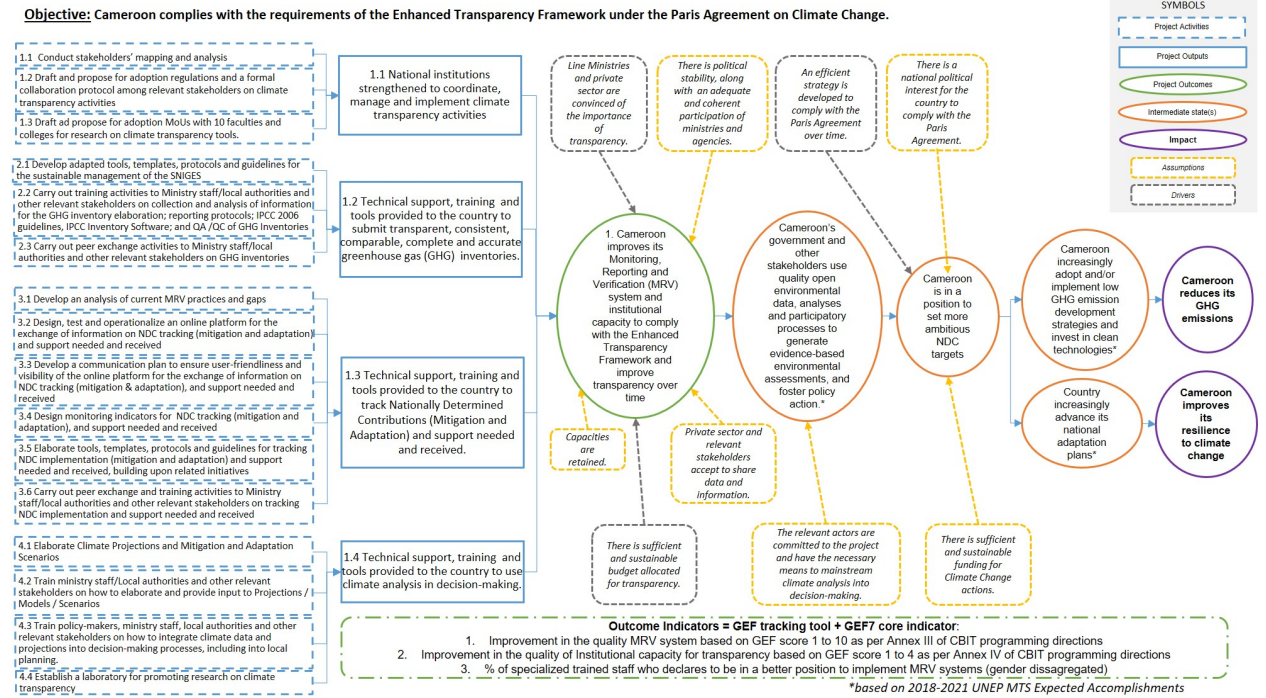 Objective: Cameroon complies with the requirements of the Enhanced Transparency Framework under the Paris Agreement on Climate Change.
SYMBOLS
Project Activities
Project Outputs
Project Outcomes
Intermediate state(s)
Impact
Assumptions
Drivers
1.1 Conduct stakeholders’ mapping and analysis
1.2 Draft and propose for adoption regulations and a formal
collaboration protocol among relevant stakeholders on climate
transparency activities
1.3 Draft ad propose for adoption MoUs with 10 faculties and
colleges for research on climate transparency tools.
2.1 Develop adapted tools, templates, protocols and guidelines for
the sustainable management of the SNIGES
2.2 Carry out training activities to Ministry staff/local authorities and
other relevant stakeholders on collection and analysis of information
for the GHG inventory elaboration; reporting protocols; IPCC 2006
guidelines, IPCC Inventory Software; and QA /QC of GHG Inventories
2.3 Carry out peer exchange activities to Ministry staff/local
authorities and other relevant stakeholders on GHG inventories
3.1 Develop an analysis of current MRV practices and gaps
3.2 Design, test and operationalize an online platform for the
exchange of information on NDC tracking (mitigation and adaptation)
and support needed and received
3.3 Develop a communication plan to ensure user-friendliness and
visibility of the online platform for the exchange of information on
NDC tracking (mitigation & adaptation), and support needed and
received
3.4 Design monitoring indicators for NDC tracking (mitigation and
adaptation), and support needed and received
3.5 Elaborate tools, templates, protocols and guidelines for tracking
NDC implementation (mitigation and adaptation) and support
needed and received, building upon related initiatives
3.6 Carry out peer exchange and training activities to Ministry
staff/local authorities and other relevant stakeholders on tracking
NDC implementation and support needed and received
4.1 Elaborate Climate Projections and Mitigation and Adaptation
Scenarios
4.2 Train ministry staff/Local authorities and other relevant
stakeholders on how to elaborate and provide input to Projections /
Models / Scenarios
4.3 Train policy-makers, ministry staff, local authorities and other
relevant stakeholders on how to integrate climate data and
projections into decision-making processes, including into local
planning.
4.4 Establish a laboratory for promoting research on climate
transparency
1.1 National institutions
strengthened to coordinate,
manage and implement climate
transparency activities
1.2 Technical support, training and
tools provided to the country to
submit transparent, consistent,
comparable, complete and accurate
greenhouse gas (GHG) inventories.
1.3 Technical support, training and
tools provided to the country to
track Nationally Determined
Contributions (Mitigation and
Adaptation) and support needed
and received.
1.4 Technical support, training and
tools provided to the country to use
climate analysis in decision-making.
Line Ministries
and private
sector are
convinced of
the importance
of
transparency.
There is political
stability, along
with an adequate
and coherent
participation of
ministries and
agencies.
An efficient
strategy is
developed to
comply with the
Paris Agreement
over time.
There is a
national political
interest for the
country to
comply with the
Paris
Agreement.
1. Cameroon
improves its
Monitoring,
Reporting and
Verification (MRV)
system and
institutional
capacity to comply
with the Enhanced
Transparency
Framework and
improve
transparency over
time
Cameroon’s
government and
other
stakeholders use
quality open
environmental
data, analyses
and participatory
processes to
generate
evidence-based
environmental
assessments, and
foster policy
action.*
Cameroon
is in a
position to
set more
ambitious
NDC
targets
Cameroon
increasingly
adopt and/or
implement low
GHG emission
development
strategies and
invest in clean
technologies*
Cameroon
reduces its
GHG
emissions
Country
increasingly
advance its
national
adaptation
plans*
Cameroon
improves
its
resilience
to climate
change
Capacities
are
retained.
Private sector and
relevant
stakeholders
accept to share
data and
information.
There is sufficient
and sustainable
budget allocated
for transparency.
The relevant actors are
committed to the project
and have the necessary
means to mainstream
climate analysis into
decision-making.
There is sufficient
and sustainable
funding for
Climate Change
actions.
Outcome Indicators = GEF tracking tool + GEF7 core indicator:
1. Improvement in the quality MRV system based on GEF score 1 to 10 as per Annex III of CBIT programming directions
2. Improvement in the quality of Institutional capacity for transparency based on GEF score 1 to 4 as per Annex IV of CBIT programming directions
3. % of specialized trained staff who declares to be in a better position to implement MRV systems (gender dissagregated)
*based on 2018-2021 UNEP MTS Expected Accomplishments